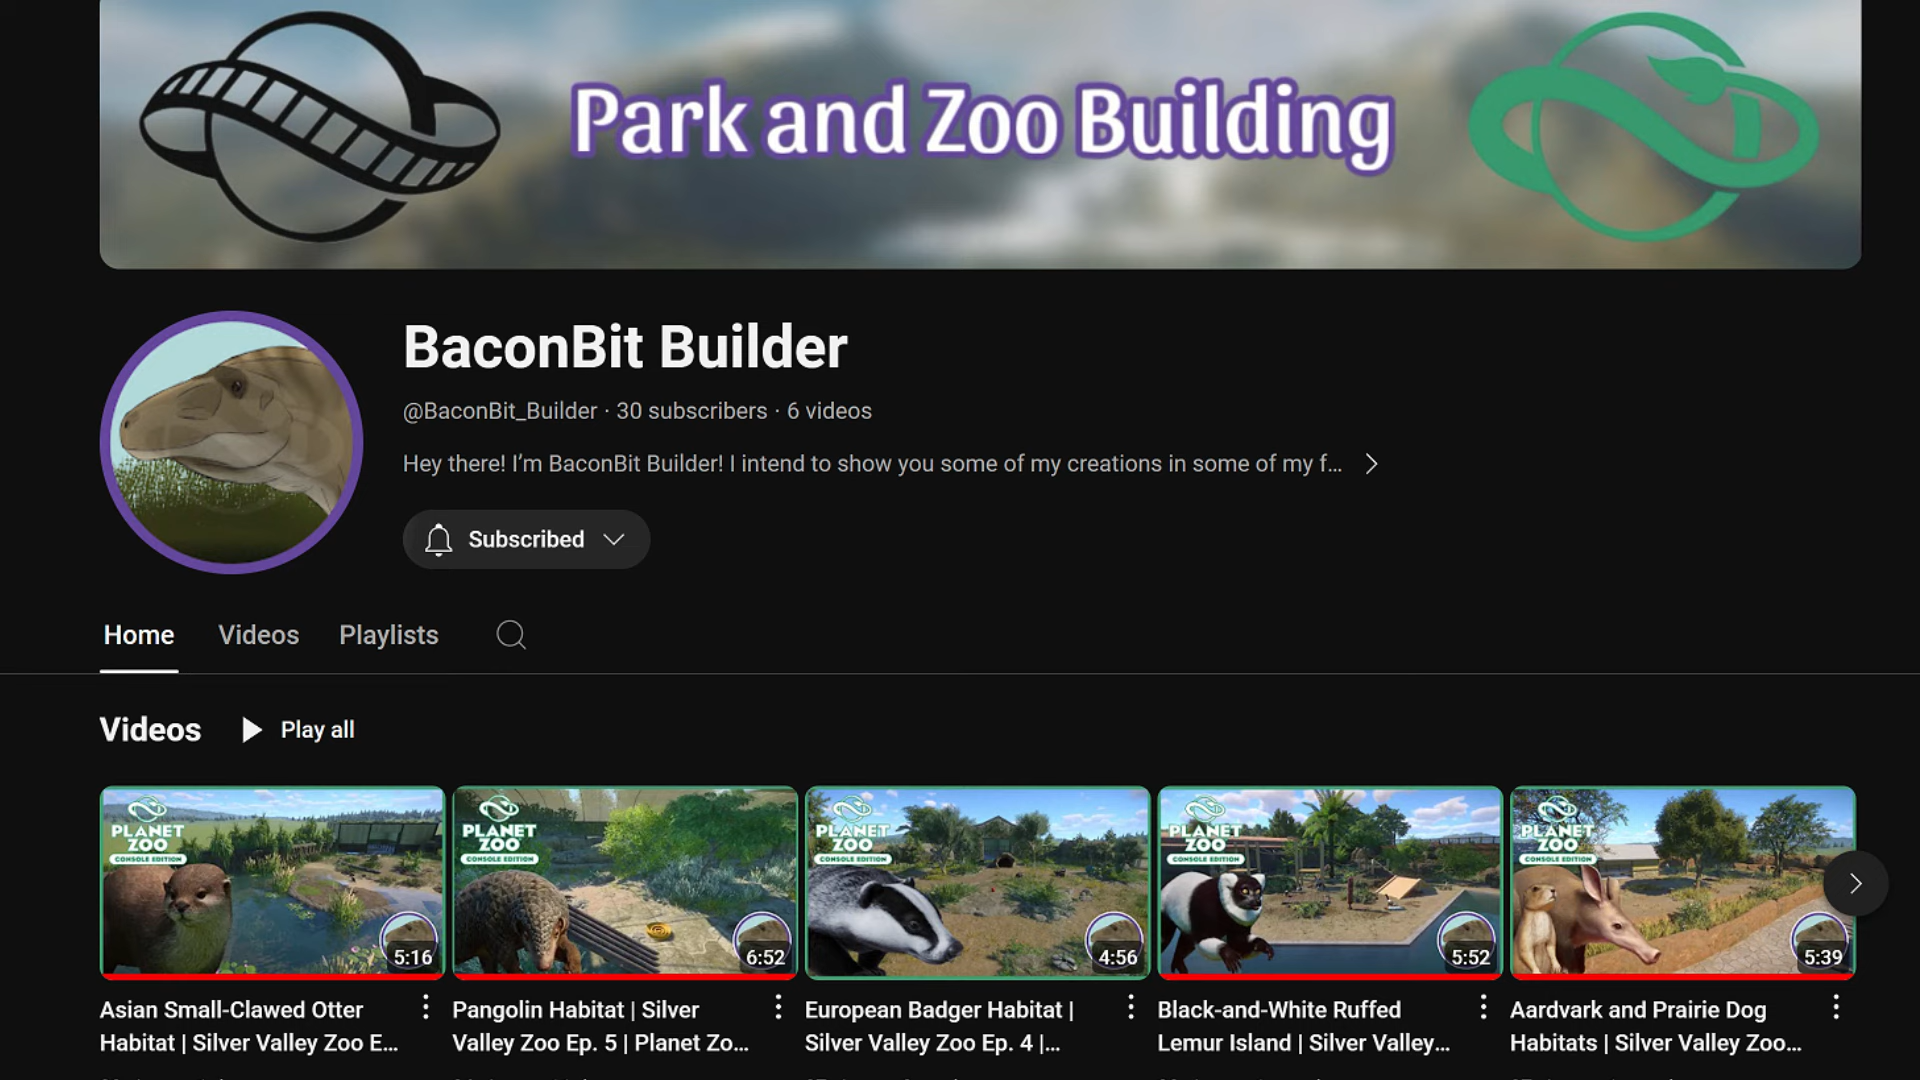 Park and Zoo Building
BaconBit Builder
@BaconBit_Builder · 30 subscribers · 6 videos
Hey there! I’m BaconBit Builder! I intend to show you some of my creations in some of my f...
Subscribed
Home Videos Playlists
Videos Play all
PLANET ZOO CONSOLE EDITION
5:16
PLANET ZOO CONSOLE EDITION
6:52
PLANET ZOO CONSOLE EDITION
4:56
PLANET ZOO CONSOLE EDITION
5:52
PLANET ZOO CONSOLE EDITION
5:39
Asian Small-Clawed Otter
Habitat | Silver Valley Zoo E...
Pangolin Habitat | Silver
Valley Zoo Ep. 5 | Planet Zo...
European Badger Habitat |
Silver Valley Zoo Ep. 4 |...
Black-and-White Ruffed
Lemur Island | Silver Valley...
Aardvark and Prairie Dog
Habitats | Silver Valley Zoo...